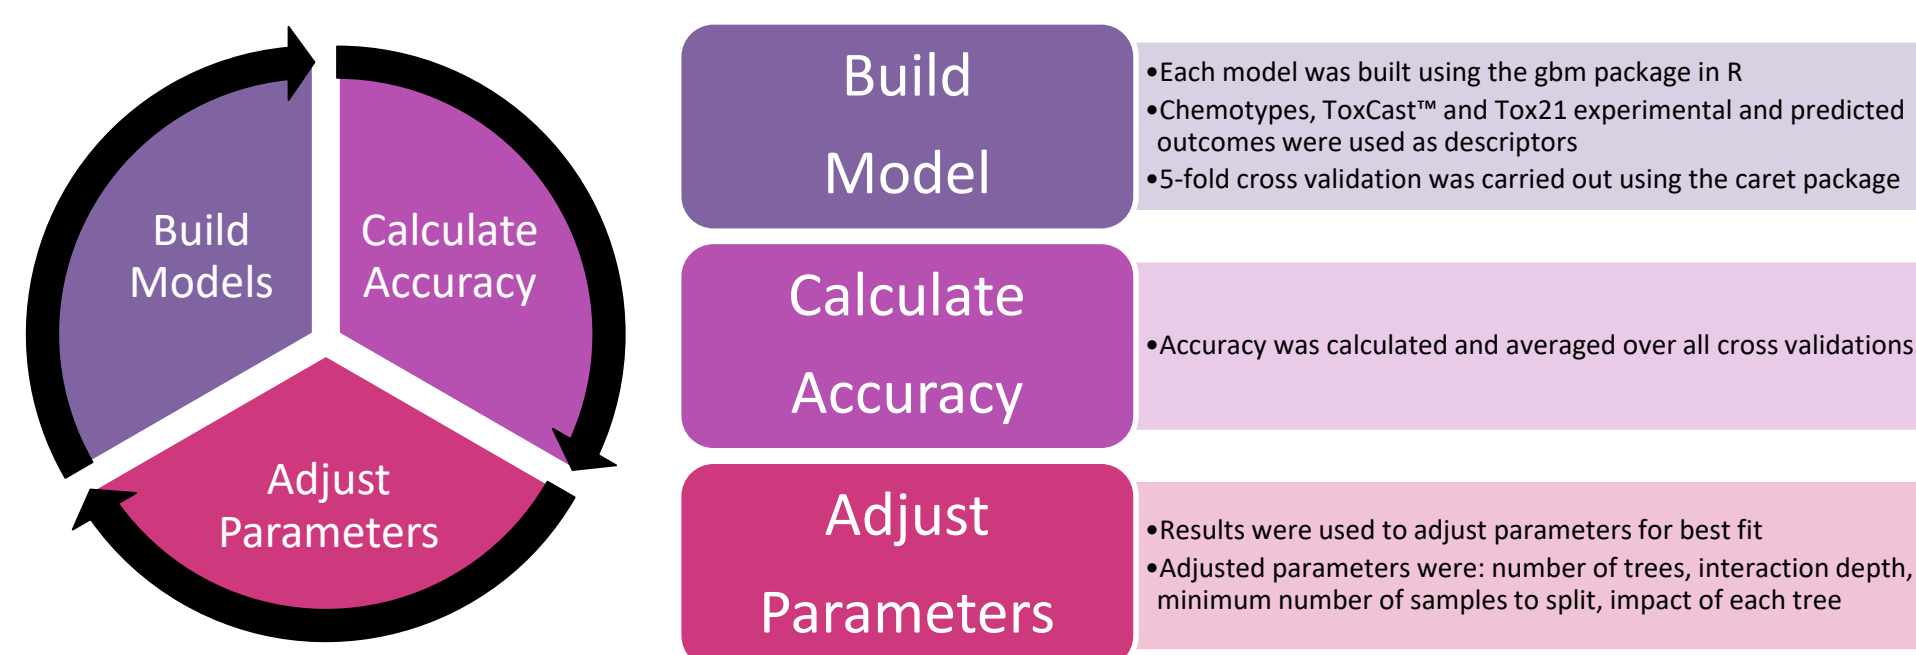 Build
Models
Calculate
Accuracy
Adjust
Parameters
Build
Model
•Each model was built using the gbm package in R
•Chemotypes, ToxCast™ and Tox21 experimental and predicted
outcomes were used as descriptors
•5-fold cross validation was carried out using the caret package
Calculate
Accuracy
•Accuracy was calculated and averaged over all cross validations
Adjust
Parameters
•Results were used to adjust parameters for best fit
•Adjusted parameters were: number of trees, interaction depth,
minimum number of samples to split, impact of each tree